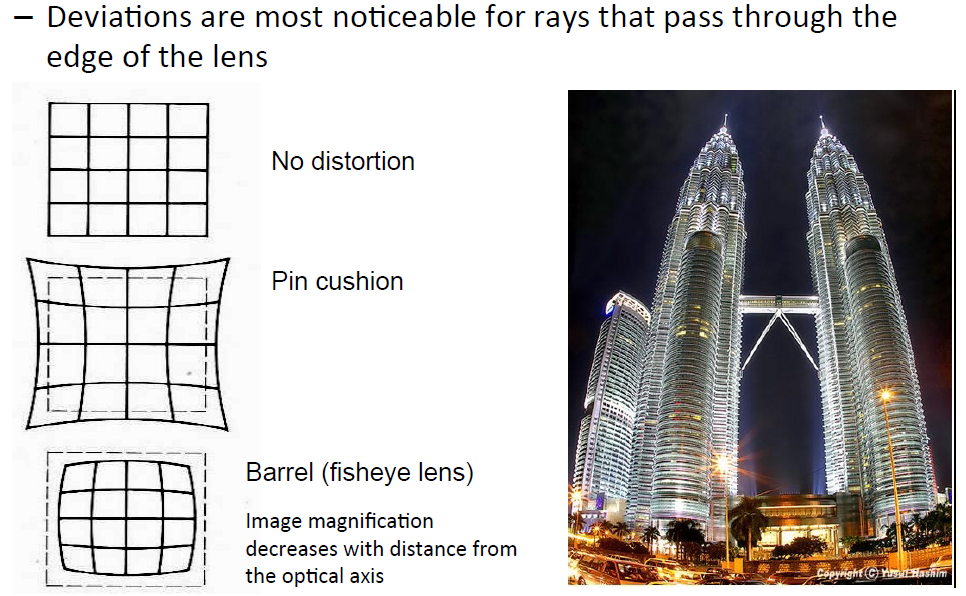 – Deviations are most noticeable for rays that pass through the
edge of the lens
No distortion
Pin cushion
Barrel (fisheye lens)
Image magnification
decreases with distance from
the optical axis
Copyright (C) Yusuf Hashim